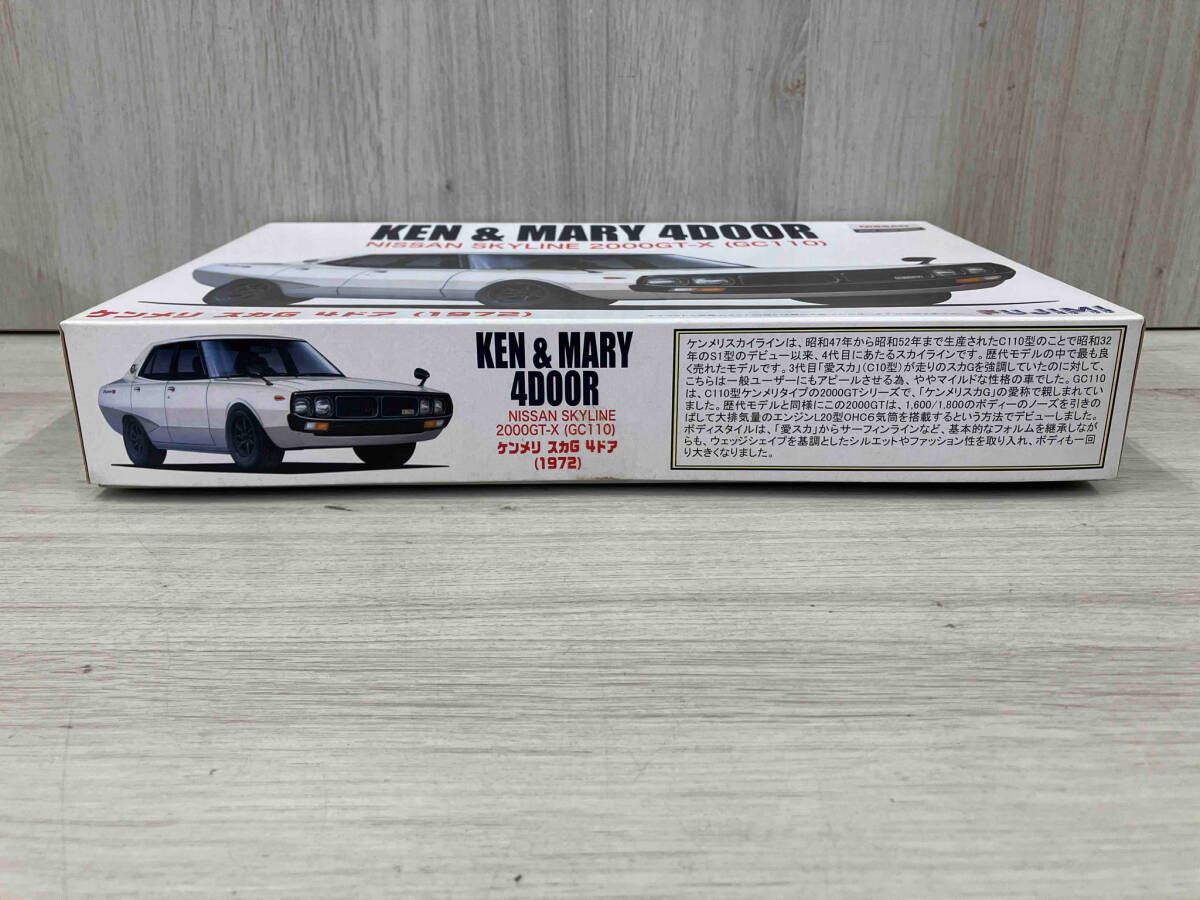 KEN & MARY 4DOOR
NISSAN SKYLINE 2000GT-X (GC110)
NISSAN
ケンメリ スカG 4ドア (1972)
FUJIMI
KEN & MARY
4DOOR
NISSAN SKYLINE
2000GT-X (GC110)
ケンメリ スカG 4ドア
(1972)
ケンメリスカイラインは、昭和47年から昭和52年まで生産されたC110型のことで昭和32
年のS1型のデビュー以来、4代目にあたるスカイラインです。歴代モデルの中で最も良
く売れたモデルです。3代目「愛スカ」(C10型)が走りのスカGを強調していたのに対して、
こちらは一般ユーザーにもアピールさせる為、ややマイルドな性格の車でした。GC110
は、C110型ケンメリタイプの2000GTシリーズで、「ケンメリスカG」の愛称で親しまれてい
ました。歴代モデルと同様にこの2000GTは、1,600/1,800のボディーのノーズを引きの
ばして大排気量のエンジンL20型OHC6気筒を搭載するという方法でデビューしました。
ボディスタイルは、「愛スカ」からサーフィンラインなど、基本的なフォルムを継承しなが
らも、ウェッジシェイプを基調としたシルエットやファッション性を取り入れ、ボディも一回
り大きくなりました。